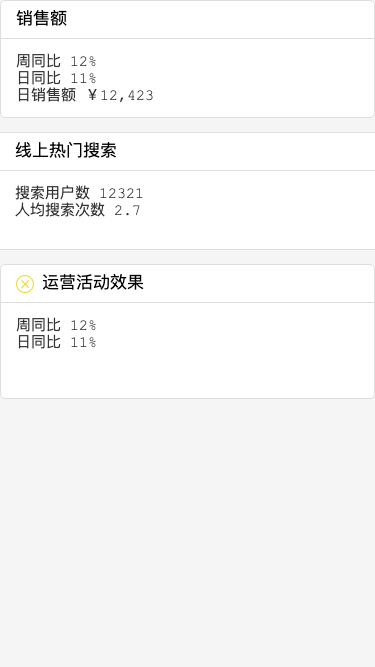 销售额
周同比 12%
日同比 11%
日销售额 ￥12,423
线上热门搜索
搜索用户数 12321
人均搜索次数 2.7
运营活动效果
周同比 12%
日同比 11%